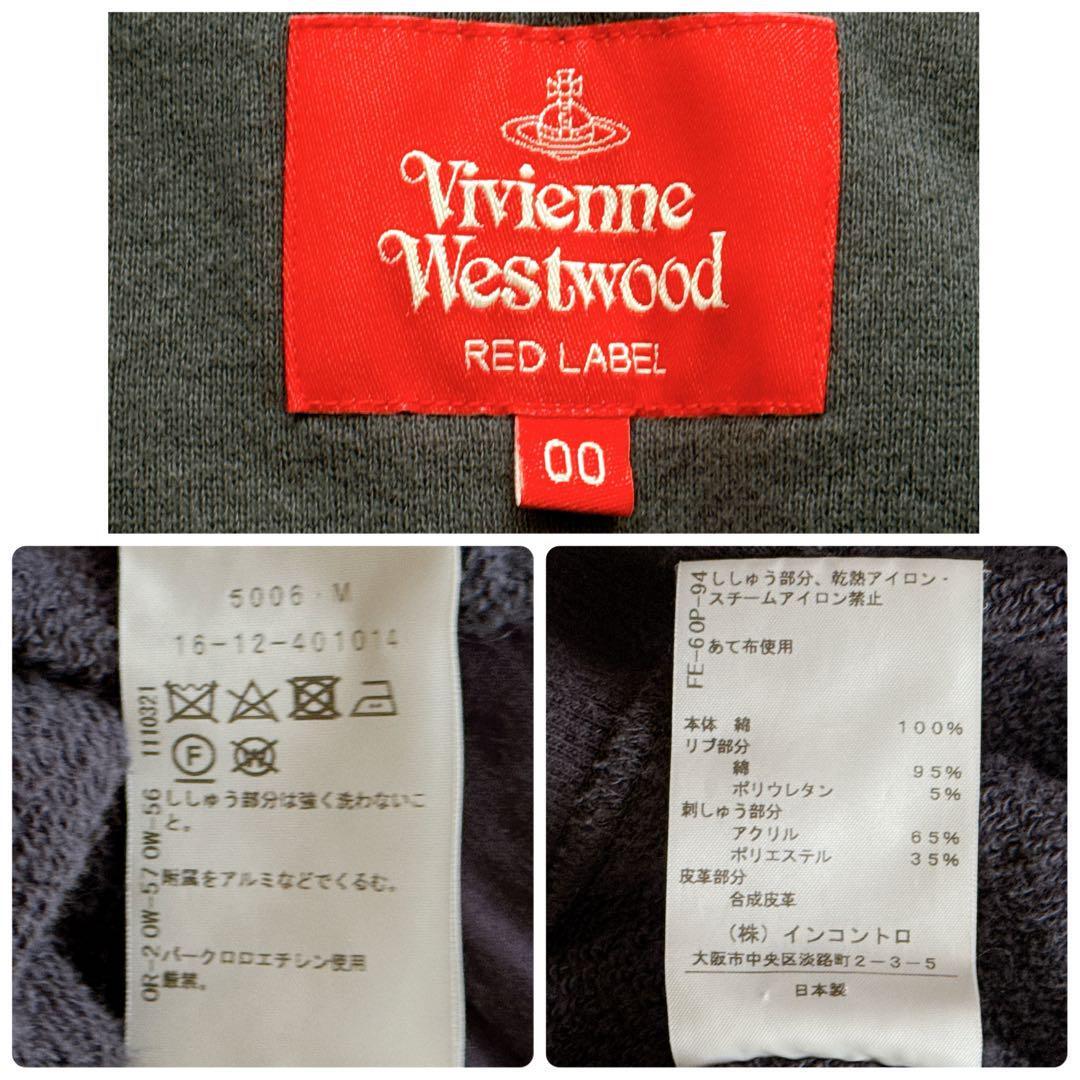 Vivienne
Westwood
RED LABEL
00
5006・M
16-12-401014
1110321
F
W
OR-2 OW-57 OW-56
ししゅう部分は強く洗わないこ
と。
附属をアルミなどでくるむ。
パークロロエチレン使用
厳禁。
FE-6 OP-94
ししゅう部分、乾熱アイロン・
スチームアイロン禁止
あて布使用
本体 綿 100%
リブ部分
綿 95%
ポリウレタン 5%
刺しゅう部分
アクリル 65%
ポリエステル 35%
皮革部分
合成皮革
(株)インコントロ
大阪市中央区淡路町2-3-5
日本製